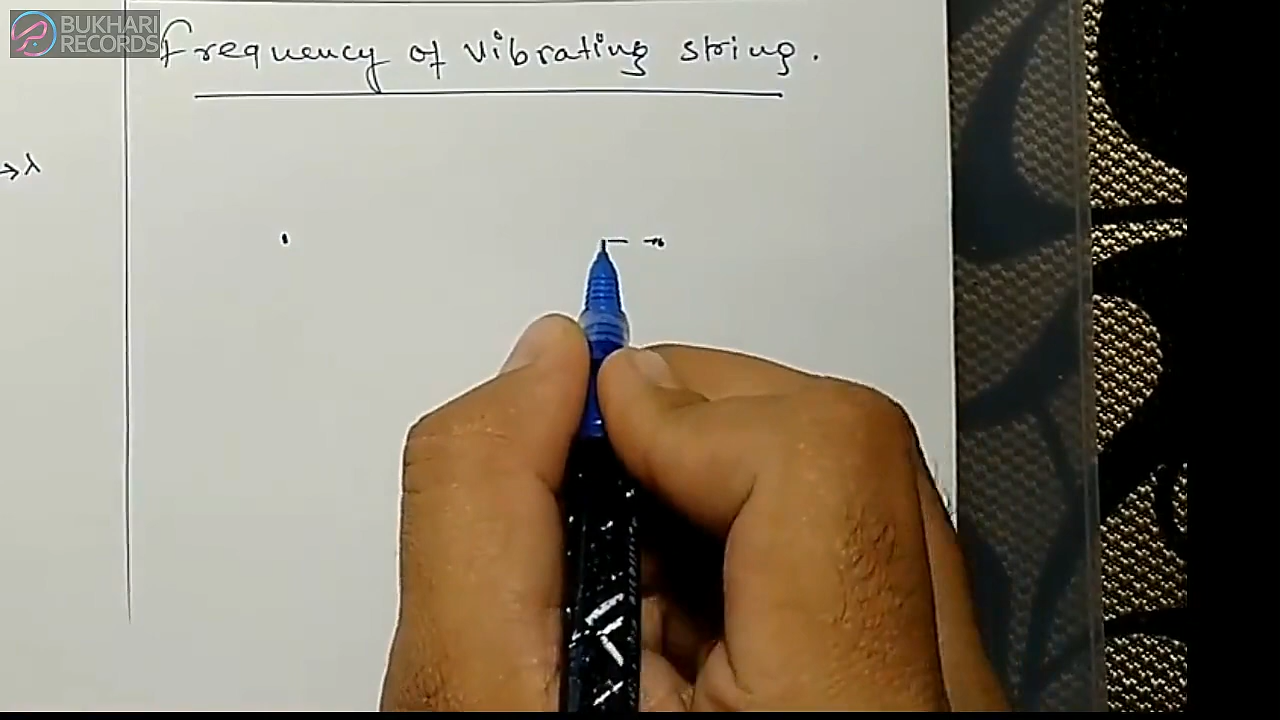 BUKHARI
RECORDS
Frequency of vibrating string.
→λ